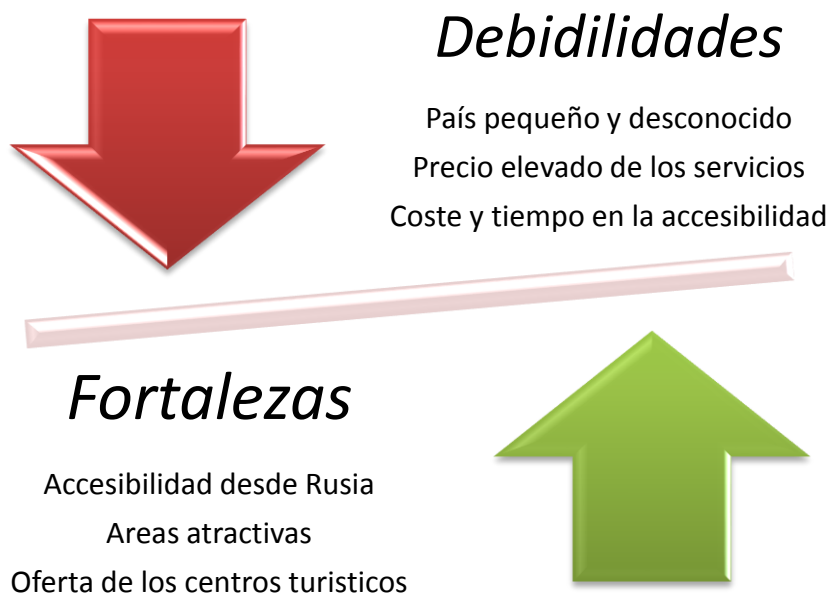 Debidilidades
País pequeño y desconocido
Precio elevado de los servicios
Coste y tiempo en la accesibilidad
Fortalezas
Accesibilidad desde Rusia
Areas atractivas
Oferta de los centros turisticos